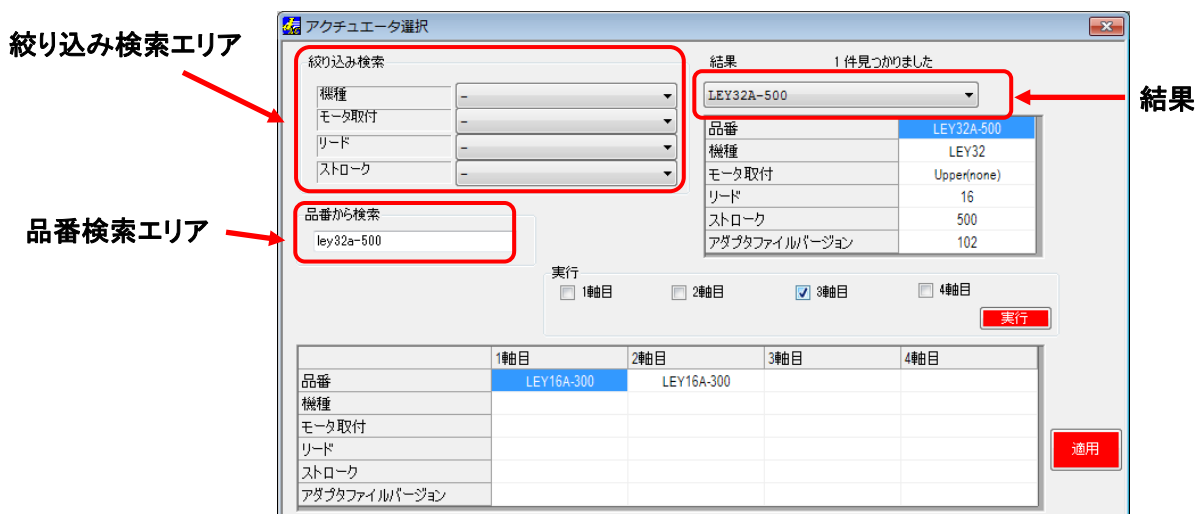 アクチュエータ選択
絞り込み検索エリア
絞り込み検索
機種 -
モータ取付 -
リード -
ストローク -
結果 1 件見つかりました
LEY32A-500
結果
品番 LEY32A-500
機種 LEY32
モータ取付 Upper(none)
リード 16
ストローク 500
アダプタファイルバージョン 102
品番検索エリア
品番から検索
ley32a-500
実行
1軸目 2軸目 3軸目 4軸目
実行
1軸目 2軸目 3軸目 4軸目
品番 LEY16A-300 LEY16A-300
機種
モータ取付
リード
ストローク
アダプタファイルバージョン
適用